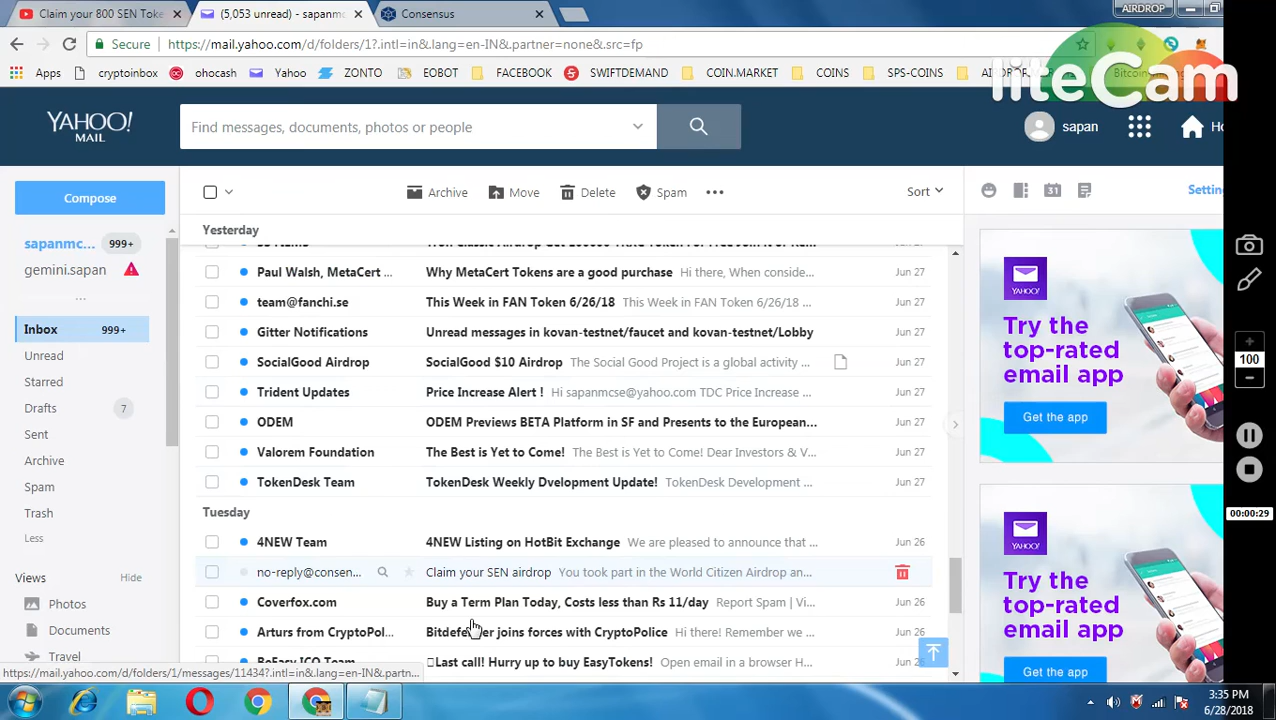 Claim your 800 SEN Toke
(5,053 unread) - sapanmc
Consensus
AIRDROP
Secure
https://mail.yahoo.com/d/folders/1?.intl=in&.lang=en-IN&.partner=none&.src=fp
Apps
cryptoinbox
ohocash
Yahoo
ZONTO
EOBOT
FACEBOOK
SWIFTDEMAND
COIN.MARKET
COINS
SPS-COINS
liteCam
YAHOO!
MAIL
Find messages, documents, photos or people
sapan
Ho
Compose
Archive
Move
Delete
Spam
Sort
Settin
sapanmc... 999+
gemini.sapan
...
Inbox 999+
Unread
Starred
Drafts 7
Sent
Archive
Spam
Trash
Less
Views Hide
Photos
Documents
Travel
Yesterday
Paul Walsh, MetaCert ... Why MetaCert Tokens are a good purchase Hi there, When conside... Jun 27
team@fanchi.se This Week in FAN Token 6/26/18 This Week in FAN Token 6/26/18 ... Jun 27
Gitter Notifications Unread messages in kovan-testnet/faucet and kovan-testnet/Lobby Jun 27
SocialGood Airdrop SocialGood $10 Airdrop The Social Good Project is a global activity ... Jun 27
Trident Updates Price Increase Alert ! Hi sapanmcse@yahoo.com TDC Price Increase ... Jun 27
ODEM ODEM Previews BETA Platform in SF and Presents to the European... Jun 27
Valorem Foundation The Best is Yet to Come! The Best is Yet to Come! Dear Investors & V... Jun 27
TokenDesk Team TokenDesk Weekly Dvelopment Update! TokenDesk Development ... Jun 27
Tuesday
4NEW Team 4NEW Listing on HotBit Exchange We are pleased to announce that ... Jun 26
no-reply@consen... Claim your SEN airdrop You took part in the World Citizen Airdrop an...
Coverfox.com Buy a Term Plan Today, Costs less than Rs 11/day Report Spam | Vi... Jun 26
Arturs from CryptoPol... Bitdefender joins forces with CryptoPolice Hi there! Remember we ... Jun 26
BeEasy ICO Team Last call! Hurry up to buy EasyTokens! Open email in a browser H...
YAHOO!
Try the
top-rated
email app
Get the app
YAHOO!
Try the
top-rated
email app
Get the app
100
00:00:29
https://mail.yahoo.com/d/folders/1/messages/11434?.intl=in&.lang=en-IN&.partn...
3:35 PM
6/28/2018